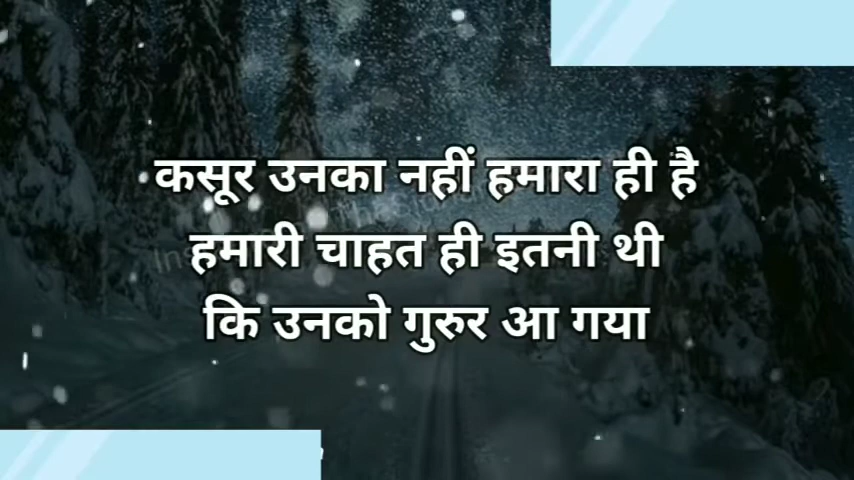 कसूर उनका नहीं हमारा ही है
हमारी चाहत ही इतनी थी
कि उनको गुरुर आ गया